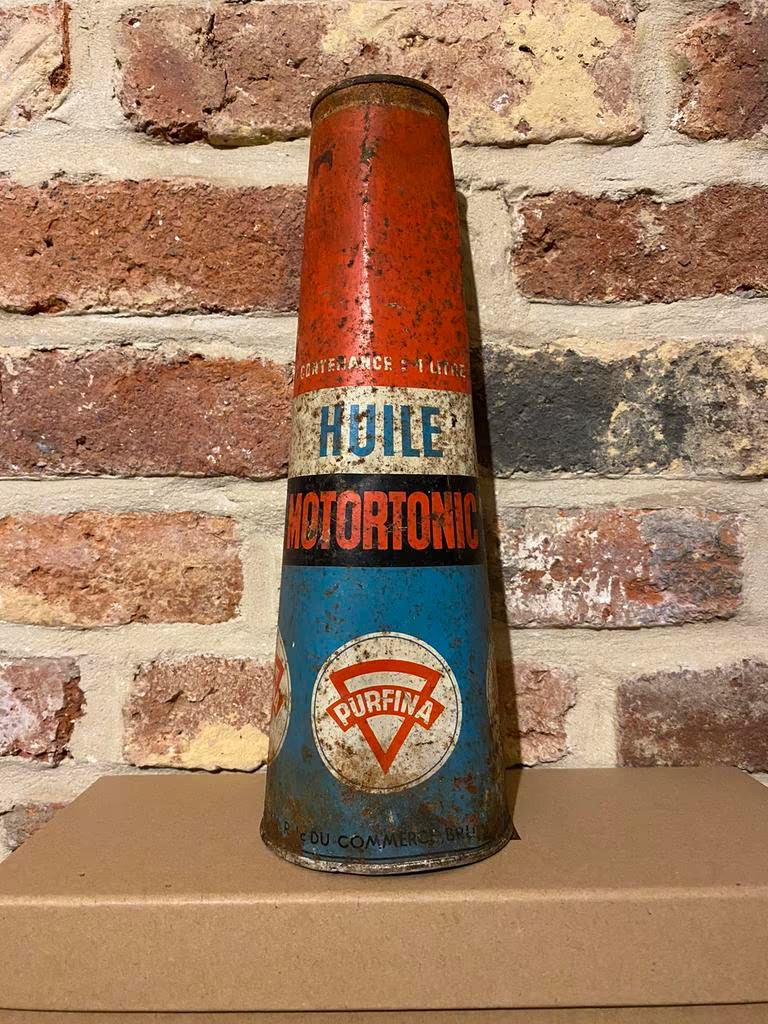 CONTENANCE : 1 LITRE
HUILE
MOTORTONIC
PURFINA
DU COMMERCE